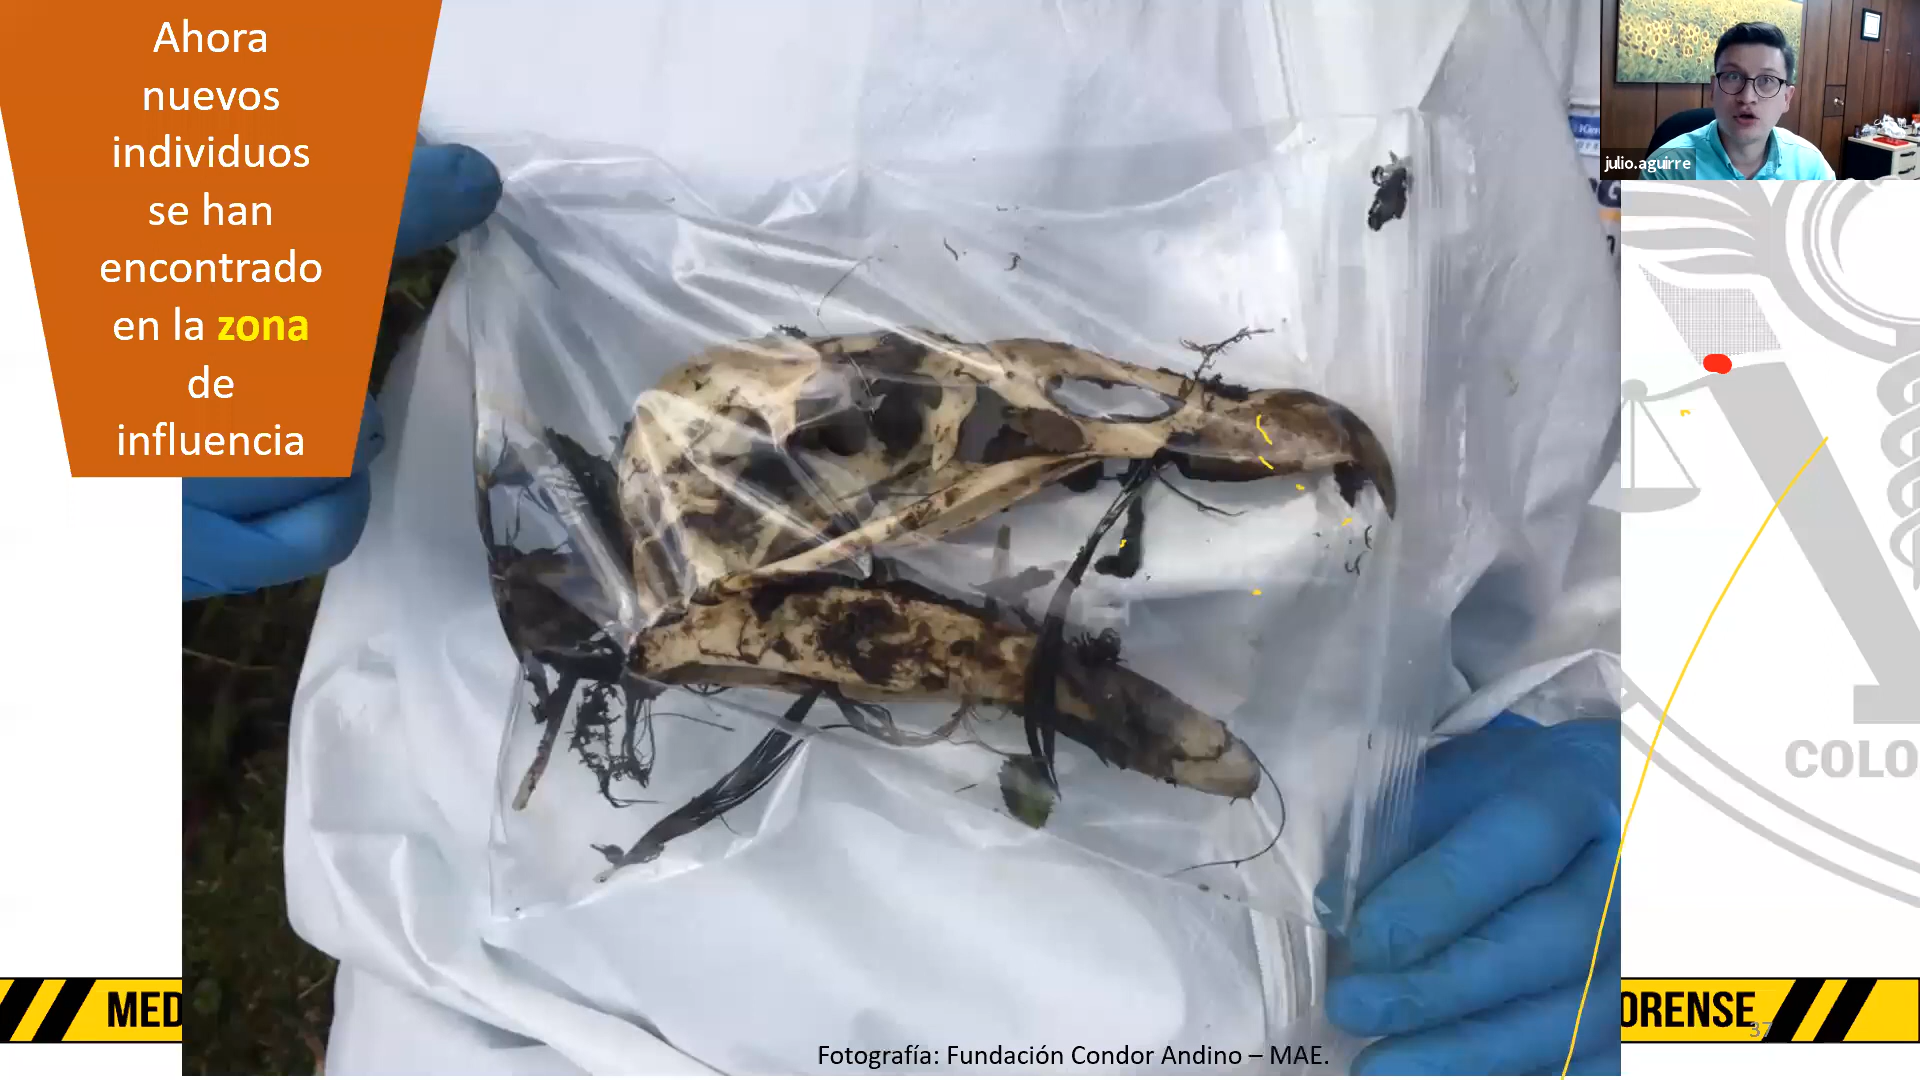 Ahora
nuevos
individuos
se han
encontrado
en la zona
de
influencia
julio.aguirre
COLO
MED
ORENSE
37
Fotografía: Fundación Condor Andino – MAE.